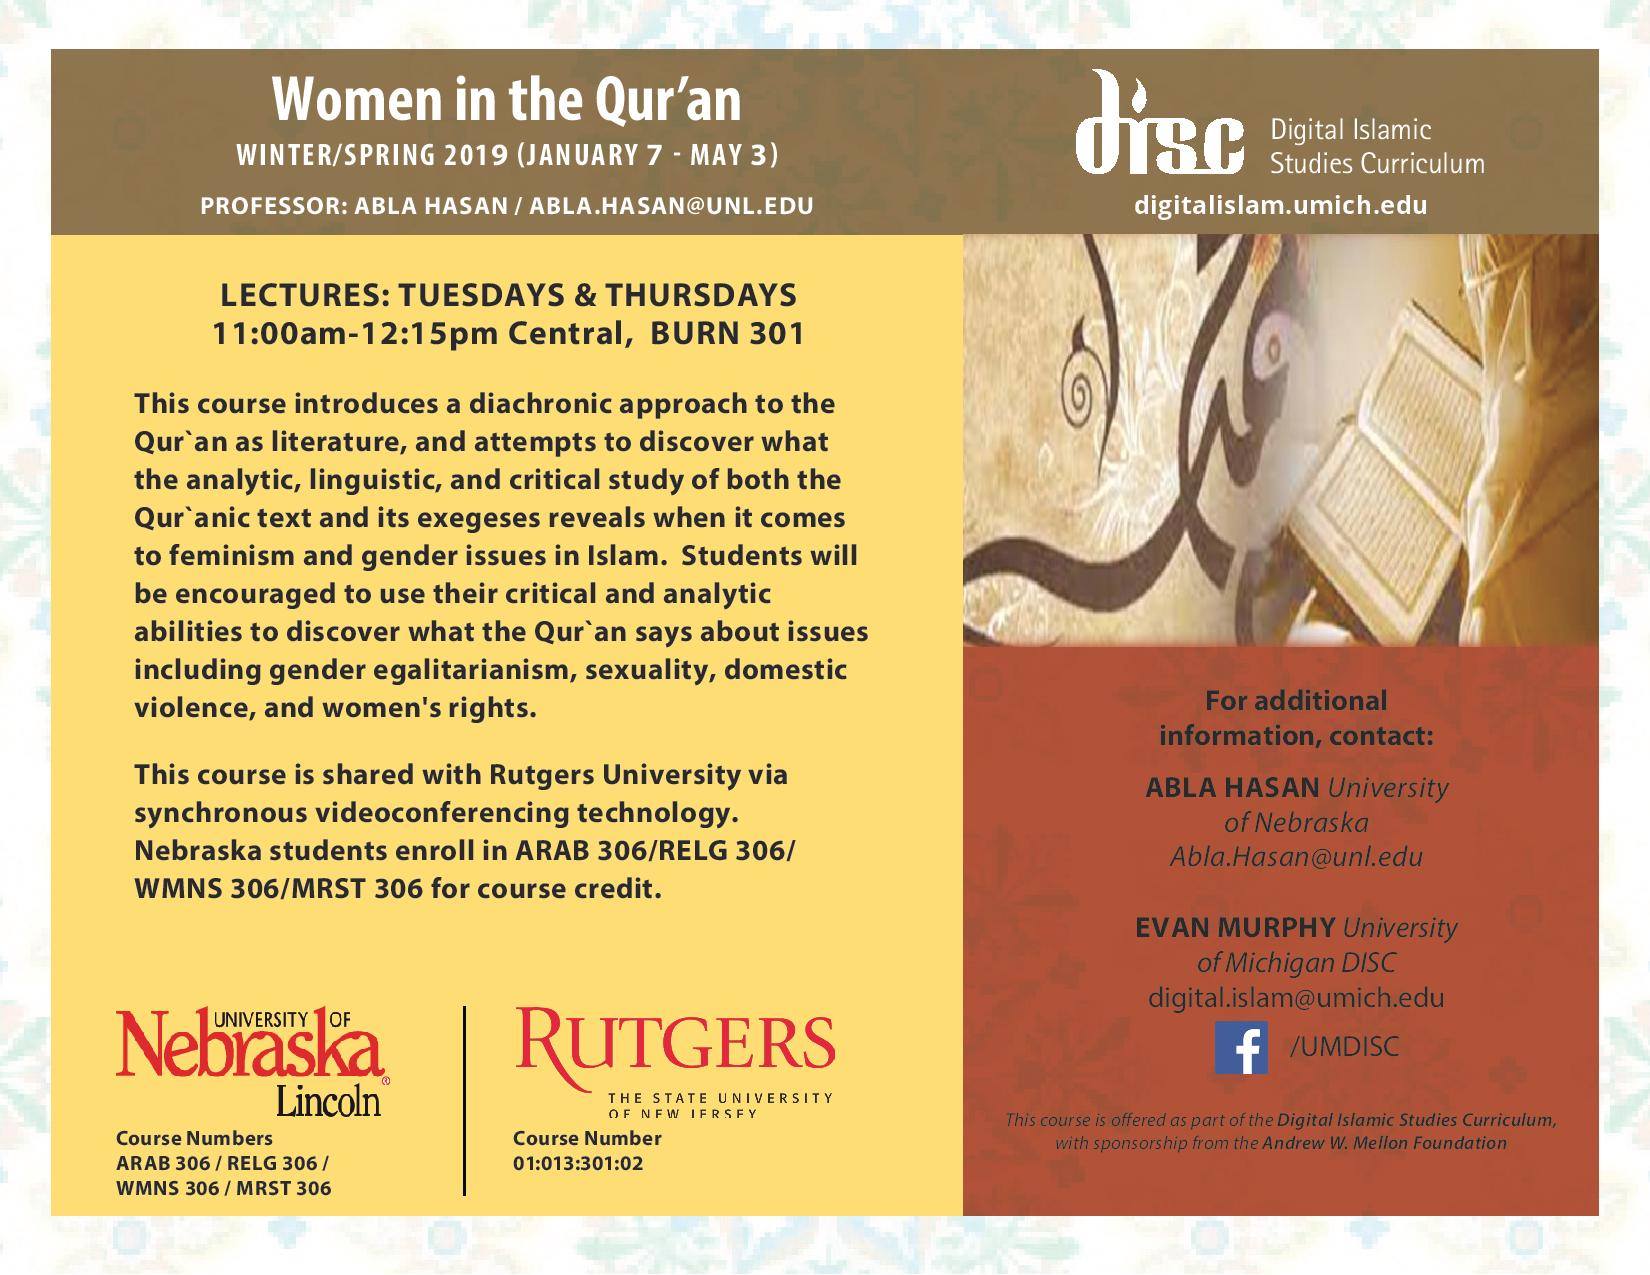 Women in the Qur’an
WINTER/SPRING 2019 (JANUARY 7 - MAY 3)
PROFESSOR: ABLA HASAN / ABLA.HASAN@UNL.EDU
disc
Digital Islamic
Studies Curriculum
digitalislam.umich.edu
LECTURES: TUESDAYS & THURSDAYS
11:00am-12:15pm Central, BURN 301
This course introduces a diachronic approach to the
Qur`an as literature, and attempts to discover what
the analytic, linguistic, and critical study of both the
Qur`anic text and its exegeses reveals when it comes
to feminism and gender issues in Islam. Students will
be encouraged to use their critical and analytic
abilities to discover what the Qur`an says about issues
including gender egalitarianism, sexuality, domestic
violence, and women's rights.
This course is shared with Rutgers University via
synchronous videoconferencing technology.
Nebraska students enroll in ARAB 306/RELG 306/
WMNS 306/MRST 306 for course credit.
UNIVERSITY OF
Nebraska®
Lincoln
Course Numbers
ARAB 306 / RELG 306 /
WMNS 306 / MRST 306
RUTGERS
THE STATE UNIVERSITY
OF NEW JERSEY
Course Number
01:013:301:02
For additional
information, contact:
ABLA HASAN University
of Nebraska
Abla.Hasan@unl.edu
EVAN MURPHY University
of Michigan DISC
digital.islam@umich.edu
f /UMDISC
This course is offered as part of the Digital Islamic Studies Curriculum,
with sponsorship from the Andrew W. Mellon Foundation